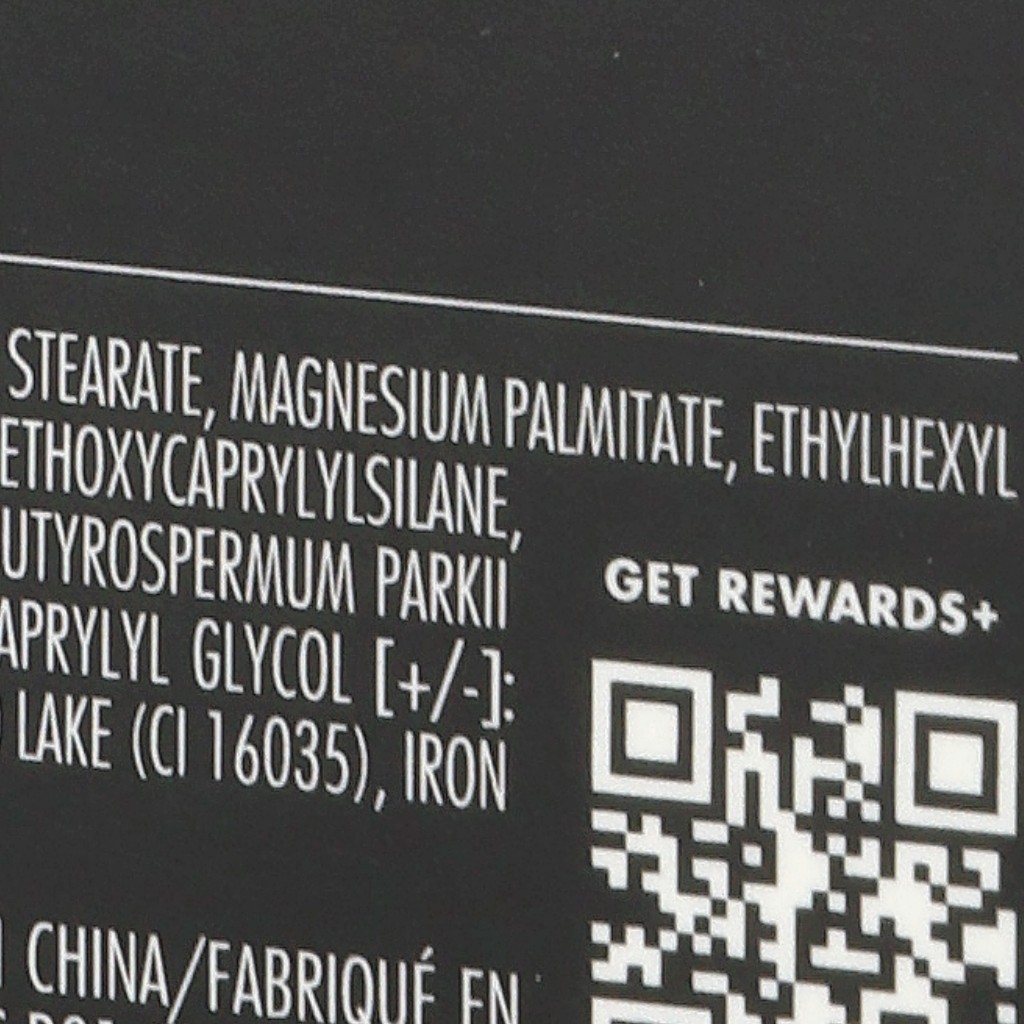 STEARATE, MAGNESIUM PALMITATE, ETHYLHEXYL
ETHOXYCAPRYLYLSILANE,
UTYROSPERMUM PARKII
APRYLYL GLYCOL [+/-]:
LAKE (CI 16035), IRON
GET REWARDS+
CHINA/FABRIQUÉ EN